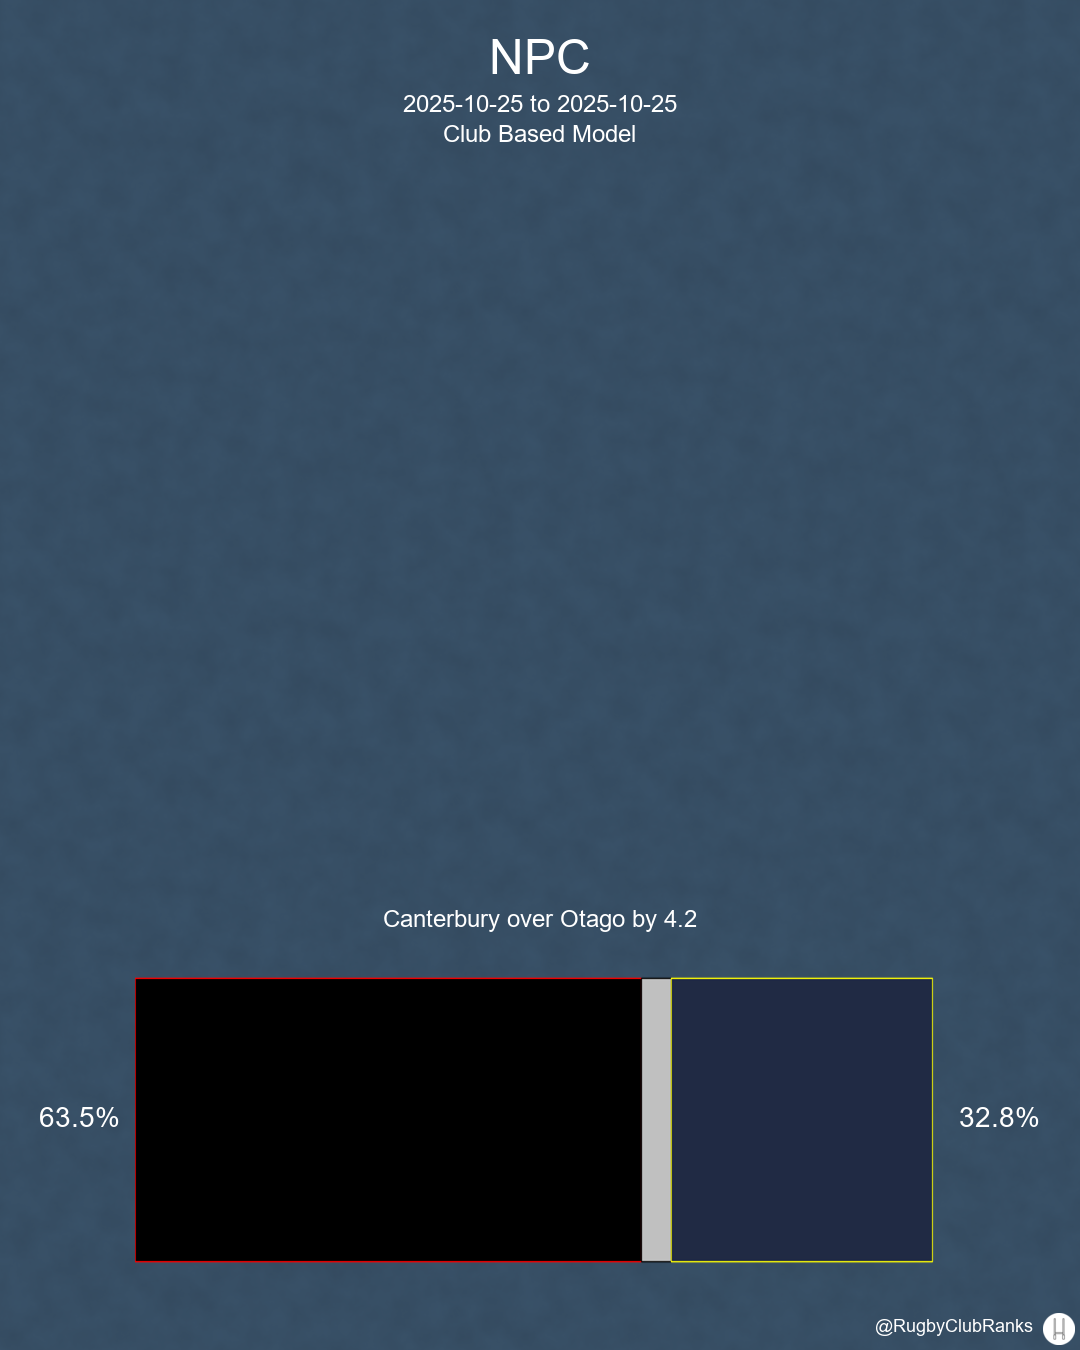 NPC
2025-10-25 to 2025-10-25
Club Based Model
Canterbury over Otago by 4.2
63.5%
32.8%
@RugbyClubRanks